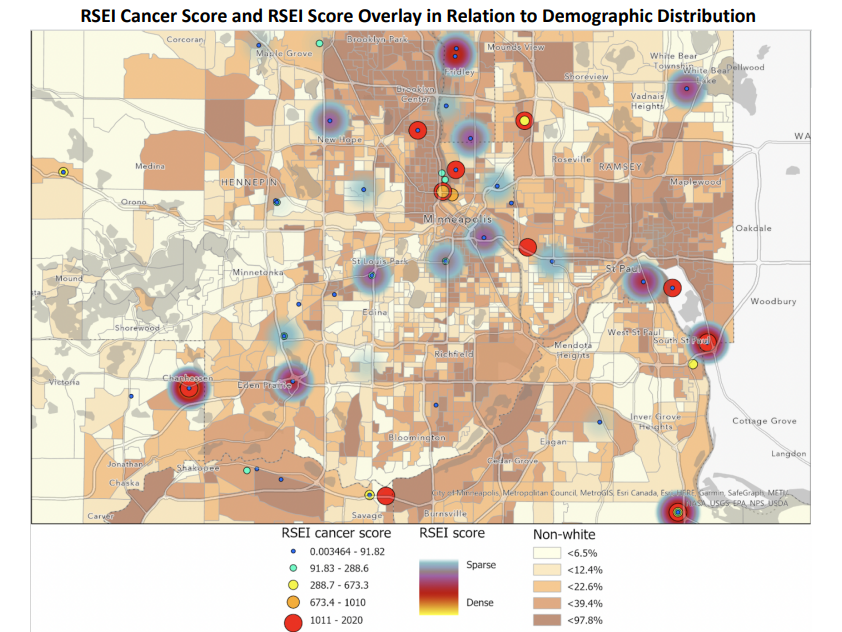 RSEI Cancer Score and RSEI Score Overlay in Relation to Demographic Distribution
Corcoran
Brooklyn Park
Maple Grove
Mounds View
Fridley
Shoreview
White Bear
Township
White Bear
Lake
Dellwood
Brooklyn
Center
Vadnais
Heights
New Hope
WA
Medina
Roseville
RAMSEY
HENNEPIN
Maplewood
Orono
Minneapolis
Oakdale
St Louis Park
St Paul
Mound
Minnetonka
Woodbury
Edina
Shorewood
West St Paul
South St Paul
Richfield
Mendota
Heights
Victoria
Chanhassen
Eden Prairie
Inver Grove
Heights
Cottage Grove
Bloomington
Eagan
Langdon
Jonathan
Shakopee
Cedar Grove
Chaska
City of Minneapolis, Metropolitan Council, MetroGIS, Esri Canada, Esri, HERE, Garmin, SafeGraph, METI/
NASA, USGS, EPA, NPS, USDA
Carver
Savage
Burnsville
RSEI cancer score
0.003464 - 91.82
91.83 - 288.6
288.7 - 673.3
673.4 - 1010
1011 - 2020
RSEI score
Sparse
Dense
Non-white
<6.5%
<12.4%
<22.6%
<39.4%
<97.8%